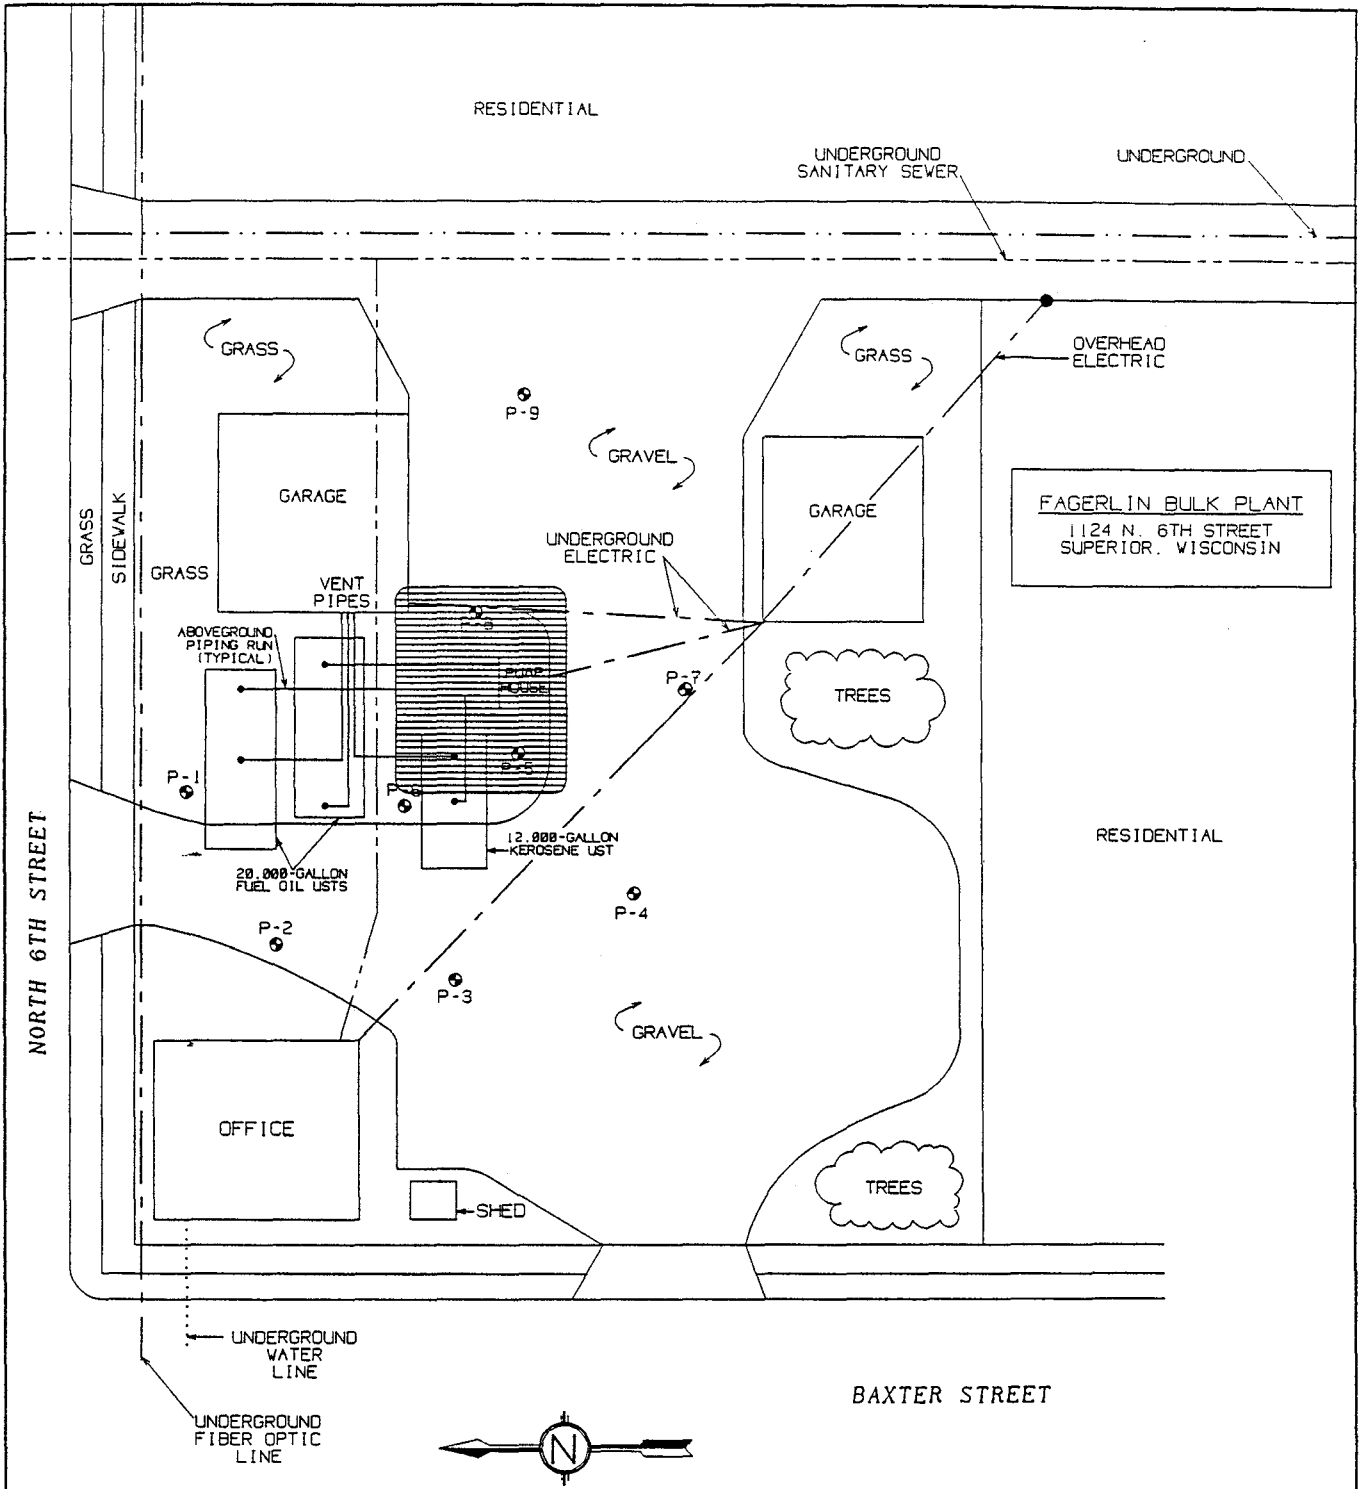 RESIDENTIAL
UNDERGROUND
SANITARY SEWER
UNDERGROUND
GRASS
GRASS
OVERHEAD
ELECTRIC
P-9
GRAVEL
GARAGE
GARAGE
FAGERLIN BULK PLANT
1124 N. 6TH STREET
SUPERIOR, WISCONSIN
GRASS
SIDEWALK
UNDERGROUND
ELECTRIC
GRASS
VENT
PIPES
ABOVEGROUND
PIPING RUN
(TYPICAL)
PUMP
HOUSE
P-7
TREES
P-5
P-1
P-6
12,000-GALLON
KEROSENE UST
RESIDENTIAL
20,000-GALLON
FUEL OIL USTS
P-4
P-2
P-3
NORTH 6TH STREET
GRAVEL
OFFICE
TREES
SHED
UNDERGROUND
WATER
LINE
BAXTER STREET
UNDERGROUND
FIBER OPTIC
LINE
N